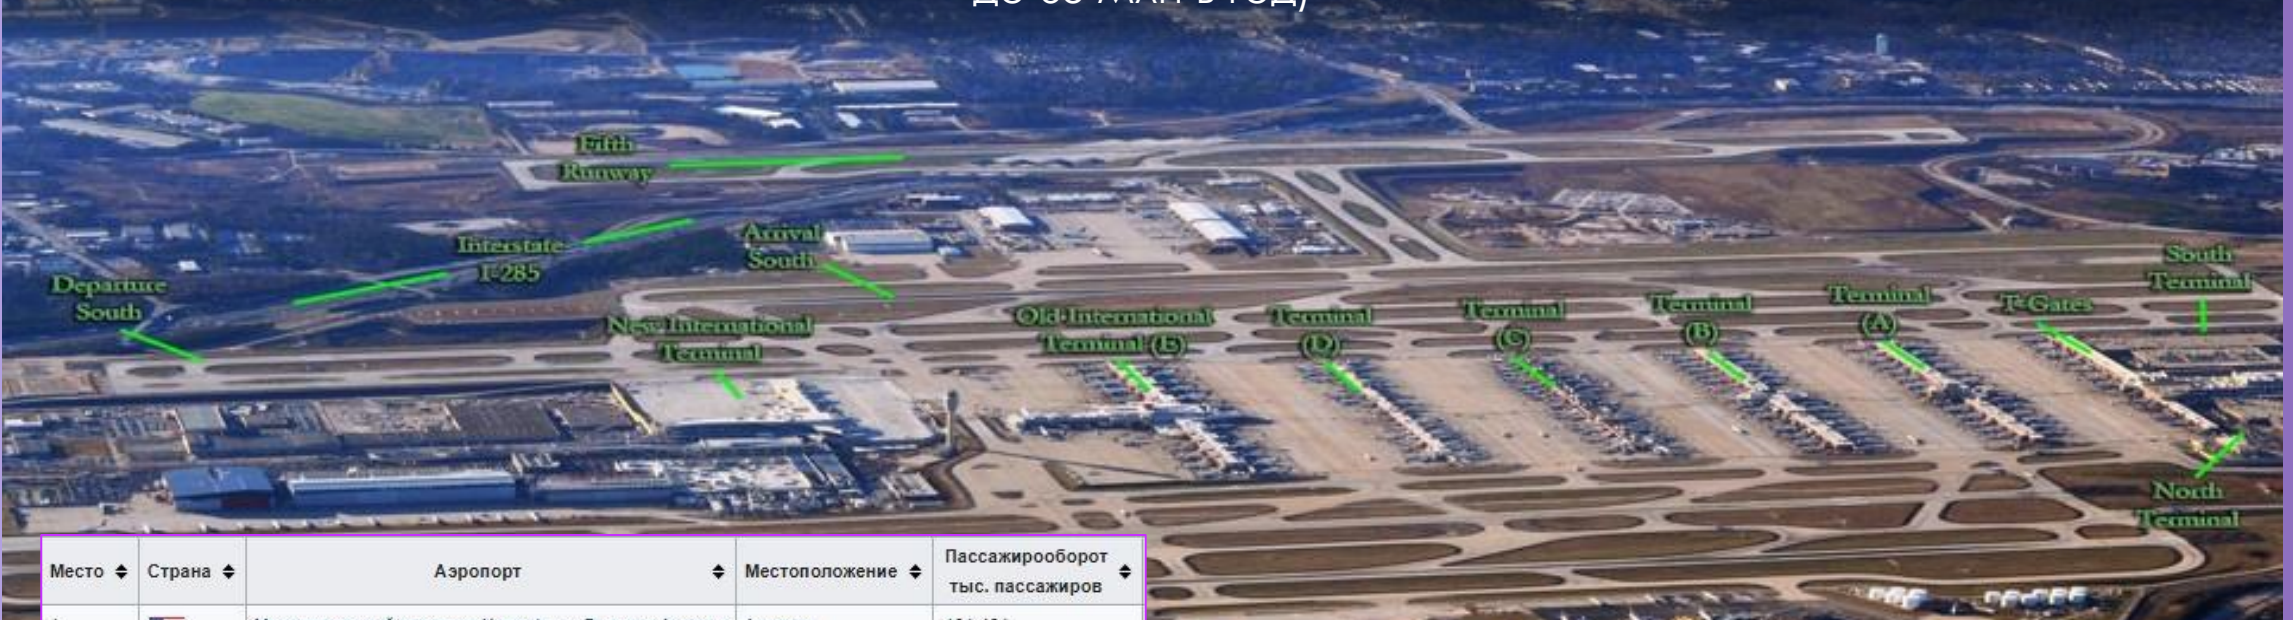 Fifth
Runway
Interstate
I-285
Arrival
South
Departure
South
South
Terminal
New International
Terminal
Old International
Terminal (E)
Terminal
(D)
Terminal
(C)
Terminal
(B)
Terminal
(A)
T-Gates
North
Terminal
Место Страна Аэропорт Местоположение Пассажирооборот
тыс. пассажиров